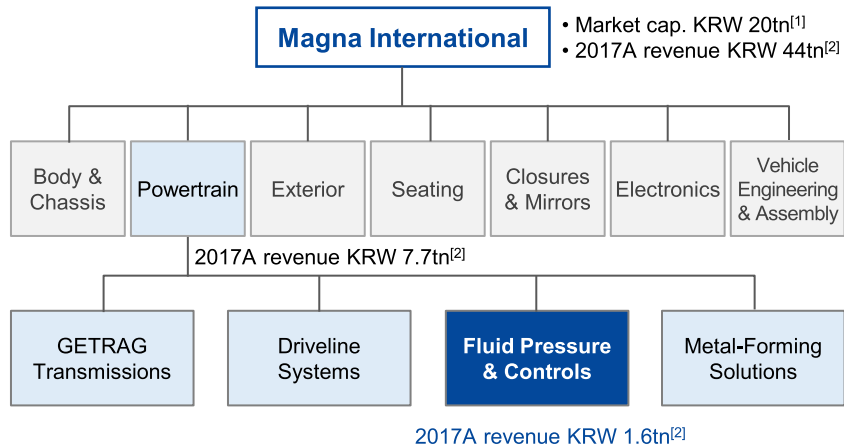 Magna International
• Market cap. KRW 20tn[1]
• 2017A revenue KRW 44tn[2]
Body &
Chassis
Powertrain
Exterior
Seating
Closures
& Mirrors
Electronics
Vehicle
Engineering
& Assembly
2017A revenue KRW 7.7tn[2]
GETRAG
Transmissions
Driveline
Systems
Fluid Pressure
& Controls
Metal-Forming
Solutions
2017A revenue KRW 1.6tn[2]